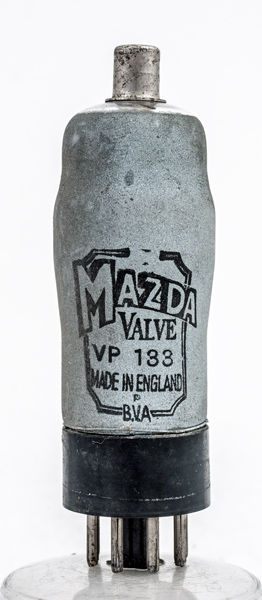 MAZDA
VALVE
VP 133
MADE IN ENGLAND
P
B.V.A.